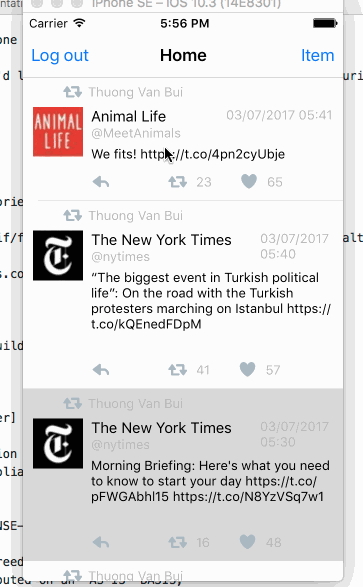 iPhone SE – iOS 10.3 (14E8301)
Carrier 5:56 PM
Log out Home Item
Thuong Van Bui
ANIMAL
LIFE
Animal Life 03/07/2017 05:41
@MeetAnimals
We fits! https://t.co/4pn2cyUbje
23 65
Thuong Van Bui
The New York Times 03/07/2017
@nytimes 05:40
“The biggest event in Turkish political
life”: On the road with the Turkish
protesters marching on Istanbul https://
t.co/kQEnedFDpM
41 57
Thuong Van Bui
The New York Times 03/07/2017
@nytimes 05:30
Morning Briefing: Here's what you need
to know to start your day https://t.co/
pFWGAbhl15 https://t.co/N8YzVSq7w1
16 48
Thuong Van Bui